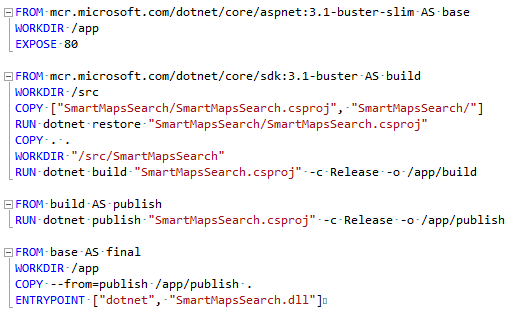 FROM mcr.microsoft.com/dotnet/core/aspnet:3.1-buster-slim AS base
WORKDIR /app
EXPOSE 80
FROM mcr.microsoft.com/dotnet/core/sdk:3.1-buster AS build
WORKDIR /src
COPY ["SmartMapsSearch/SmartMapsSearch.csproj", "SmartMapsSearch/"]
RUN dotnet restore "SmartMapsSearch/SmartMapsSearch.csproj"
COPY . .
WORKDIR "/src/SmartMapsSearch"
RUN dotnet build "SmartMapsSearch.csproj" -c Release -o /app/build
FROM build AS publish
RUN dotnet publish "SmartMapsSearch.csproj" -c Release -o /app/publish
FROM base AS final
WORKDIR /app
COPY --from=publish /app/publish .
ENTRYPOINT ["dotnet", "SmartMapsSearch.dll"]